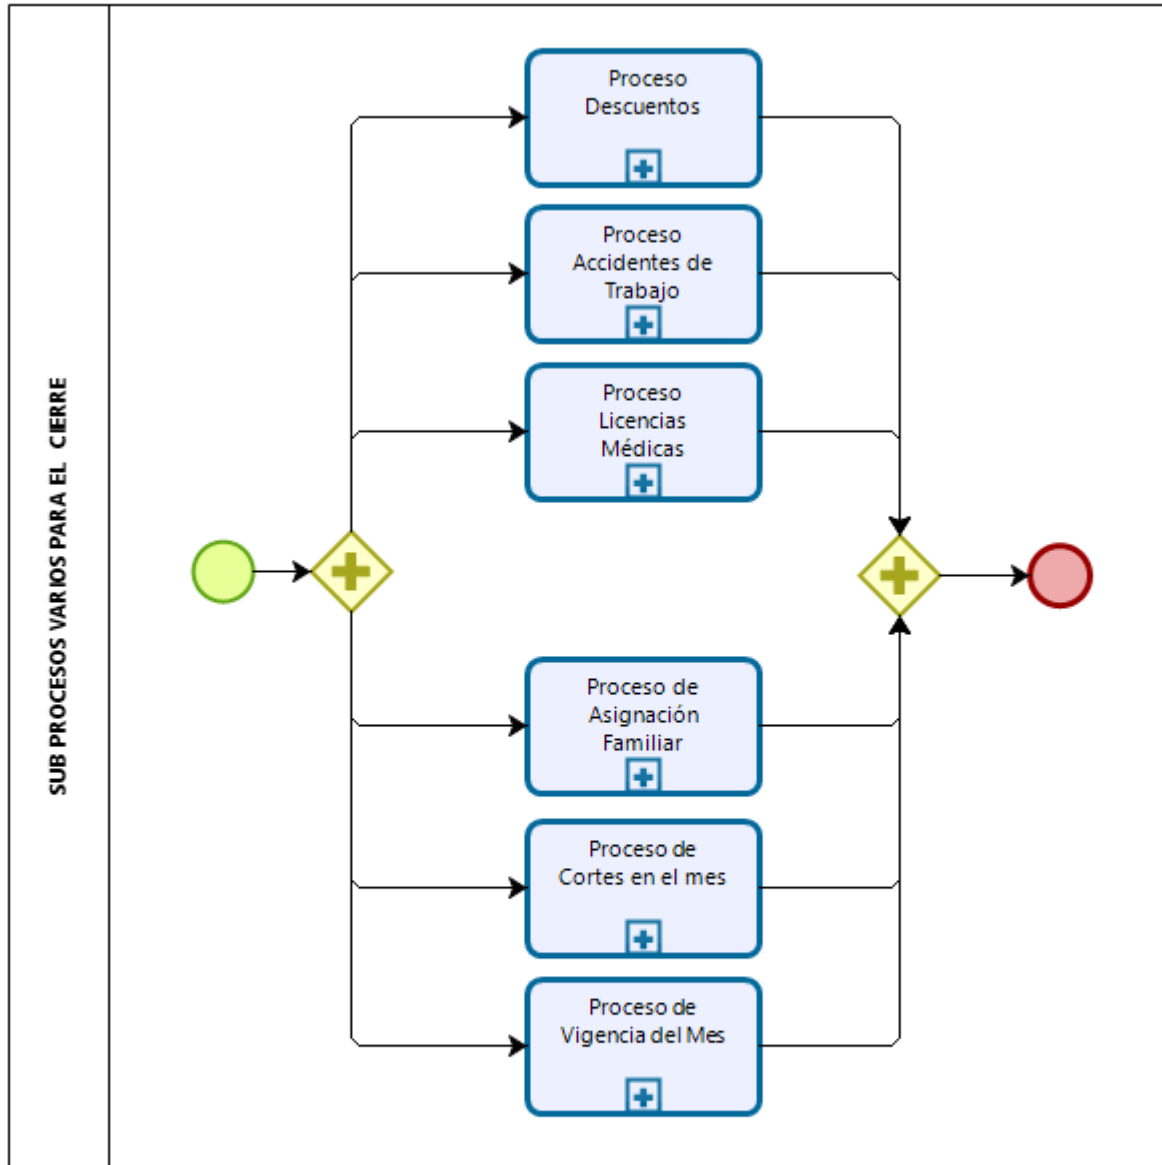 SUB PROCESOS VARIOS PARA EL CIERRE
Proceso
Descuentos
Proceso
Accidentes de
Trabajo
Proceso
Licencias
Médicas
Proceso de
Asignación
Familiar
Proceso de
Cortes en el mes
Proceso de
Vigencia del Mes